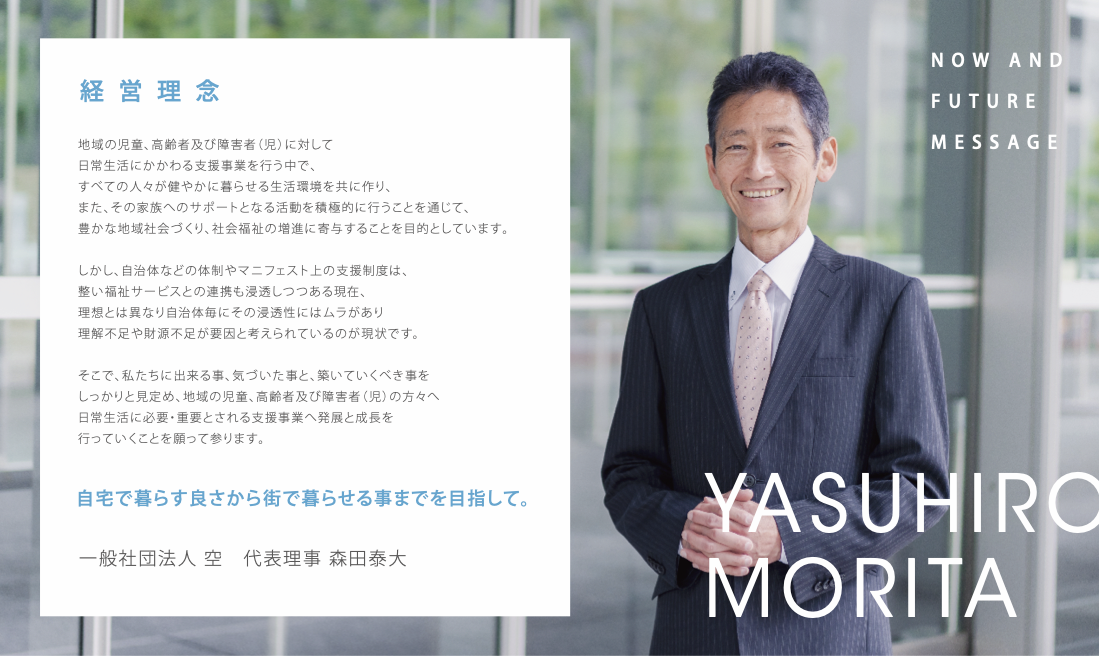 経営理念
地域の児童、高齢者及び障害者（児）に対して
日常生活にかかわる支援事業を行う中で、
すべての人々が健やかに暮らせる生活環境を共に作り、
また、その家族へのサポートとなる活動を積極的に行うことを通じて、
豊かな地域社会づくり、社会福祉の増進に寄与することを目的としています。
しかし、自治体などの体制やマニフェスト上の支援制度は、
整い福祉サービスとの連携も浸透しつつある現在、
理想とは異なり自治体毎にその浸透性にはムラがあり
理解不足や財源不足が要因と考えられているのが現状です。
そこで、私たちに出来る事、気づいた事と、築いていくべき事を
しっかりと見定め、地域の児童、高齢者及び障害者（児）の方々へ
日常生活に必要・重要とされる支援事業へ発展と成長を
行っていくことを願って参ります。
自宅で暮らす良さから街で暮らせる事までを目指して。
一般社団法人 空　代表理事 森田泰大
NOW AND
FUTURE
MESSAGE
YASUHIRO
MORITA